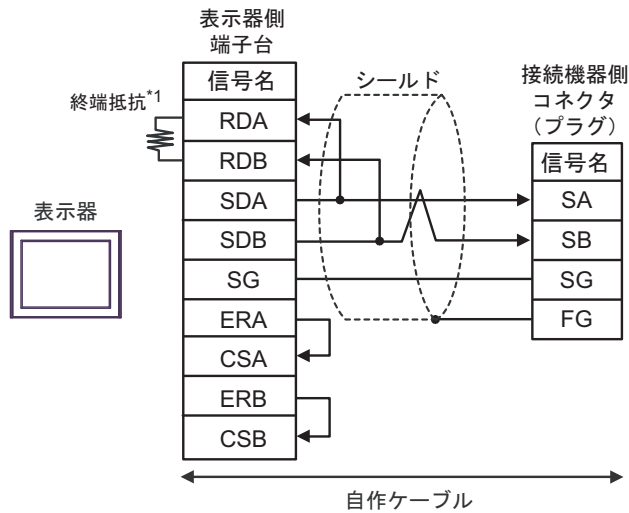 表示器側
端子台
信号名
シールド
接続機器側
コネクタ
（プラグ）
終端抵抗*1
RDA
RDB
信号名
SDA
SA
表示器
SDB
SB
SG
SG
ERA
FG
CSA
ERB
CSB
自作ケーブル